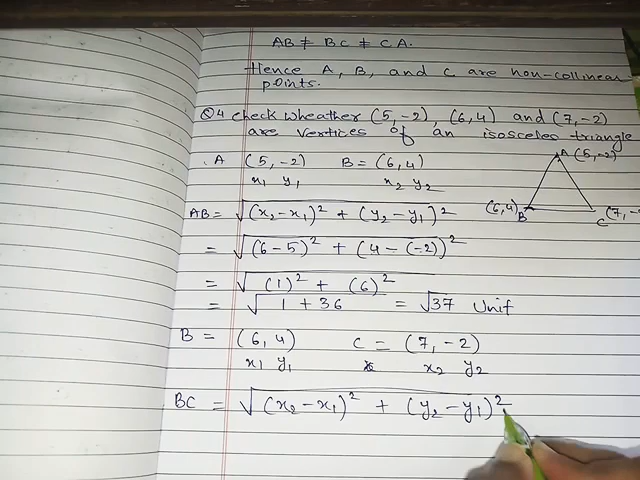 AB ≠ BC ≠ CA.
Hence A, B, and C are non-collinear
points.
Q4 check wheather (5,-2), (6,4) and (7,-2)
are vertices of an isosceles triangle
A (5,-2) B = (6,4)
x₁ y₁ x₂ y₂
A(5,-2)
(6,4) B
C(7,-
AB = √(x₂-x₁)² + (y₂-y₁)²
= √(6-5)² + (4-(-2))²
= √(1)² + (6)²
= √1+36 = √37 Unit
B = (6,4) C = (7,-2)
x₁ y₁ x₂ y₂
BC = √(x₂-x₁)² + (y₂-y₁)²